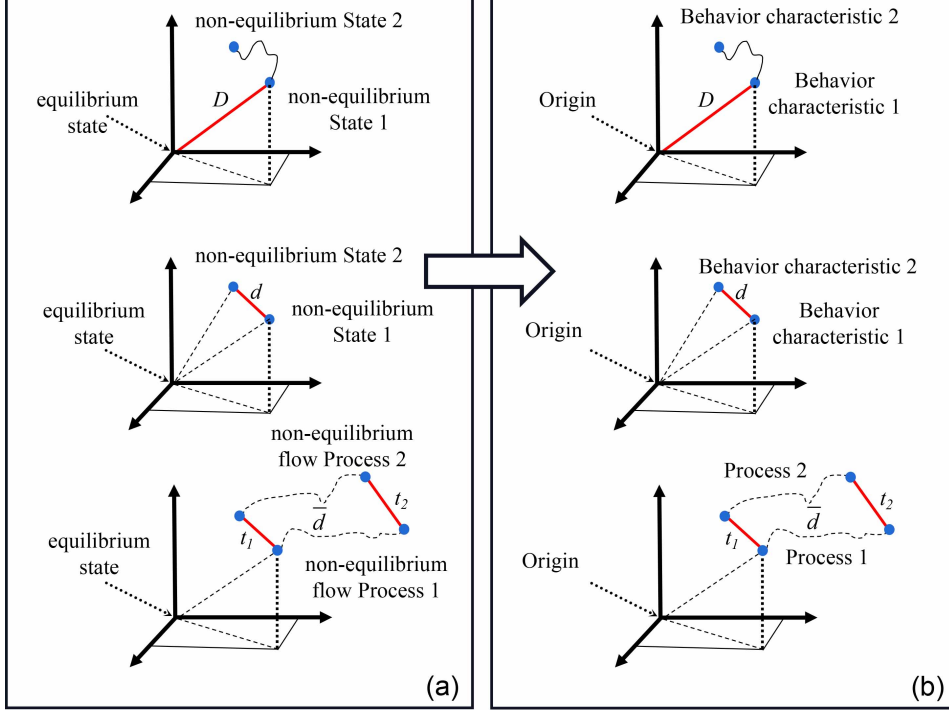 non-equilibrium State 2
D
equilibrium
state
non-equilibrium
State 1
non-equilibrium State 2
d
equilibrium
state
non-equilibrium
State 1
non-equilibrium
flow Process 2
d̅
t₁
t₂
equilibrium
state
non-equilibrium
flow Process 1
(a)
Behavior characteristic 2
D
Origin
Behavior
characteristic 1
Behavior characteristic 2
d
Origin
Behavior
characteristic 1
Process 2
d̅
t₁
t₂
Process 1
Origin
(b)